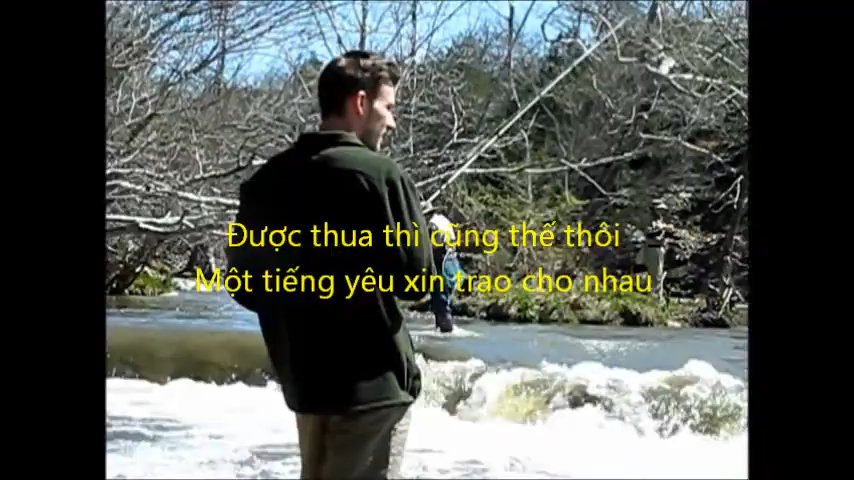 Được thua thì cũng thế thôi
Một tiếng yêu xin trao cho nhau